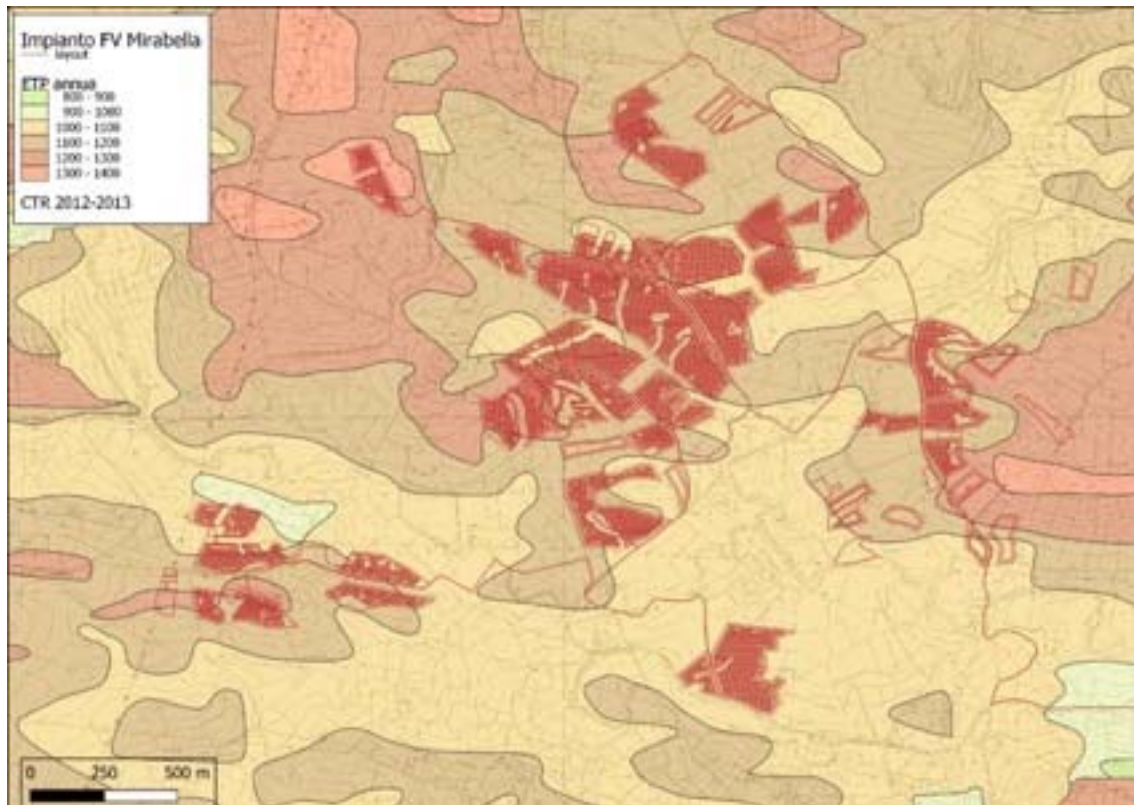 Impianto FV Mirabella
layout
ETP annua
800 - 900
900 - 1000
1000 - 1100
1100 - 1200
1200 - 1300
1300 - 1400
CTR 2012-2013
0 250 500 m